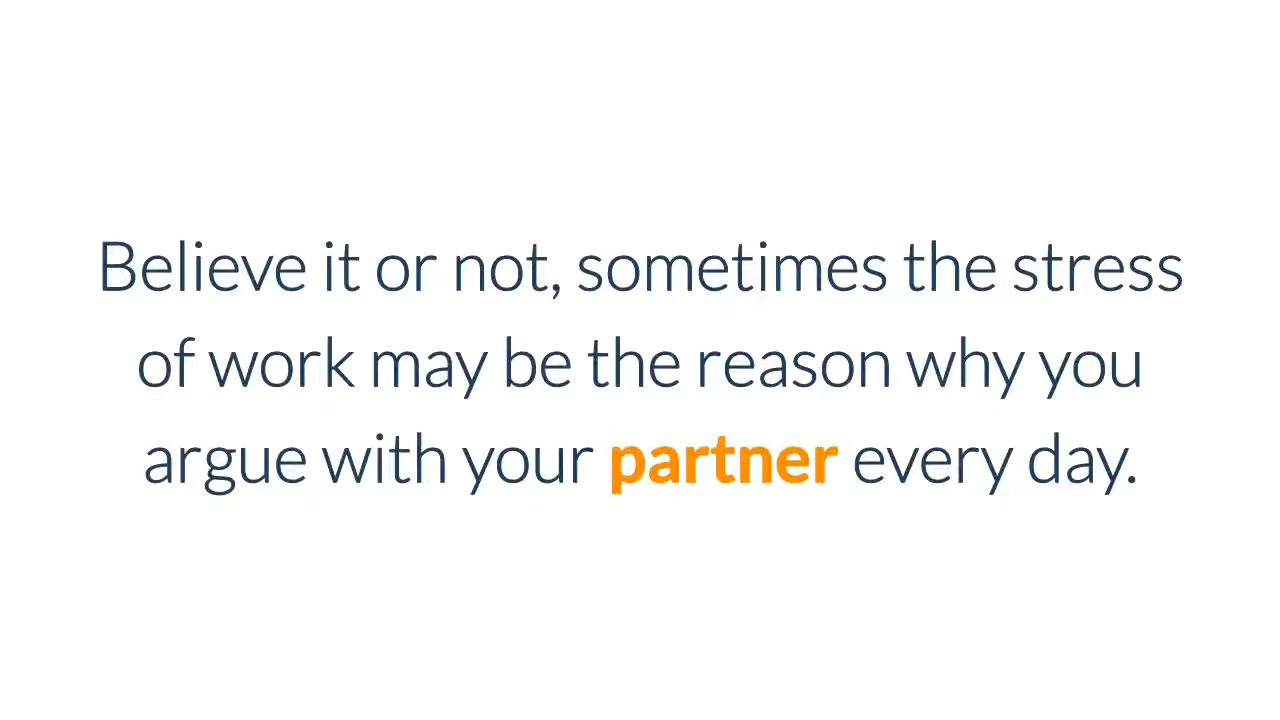 Believe it or not, sometimes the stress
of work may be the reason why you
argue with your partner every day.